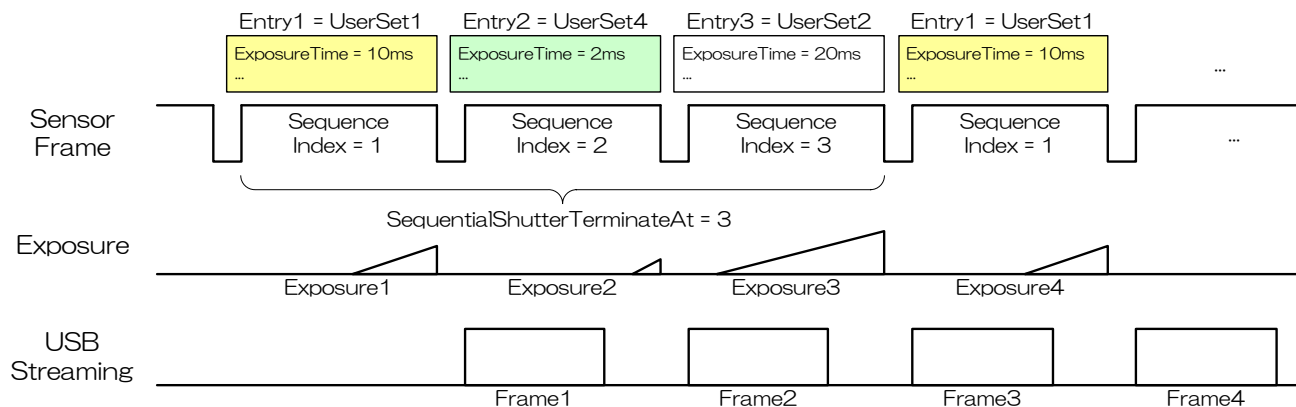 Entry1 = UserSet1
Entry2 = UserSet4
Entry3 = UserSet2
Entry1 = UserSet1
ExposureTime = 10ms
...
ExposureTime = 2ms
...
ExposureTime = 20ms
...
ExposureTime = 10ms
...
...
Sensor
Frame
Sequence
Index = 1
Sequence
Index = 2
Sequence
Index = 3
Sequence
Index = 1
...
SequentialShutterTerminateAt = 3
Exposure
Exposure1
Exposure2
Exposure3
Exposure4
USB
Streaming
Frame1
Frame2
Frame3
Frame4